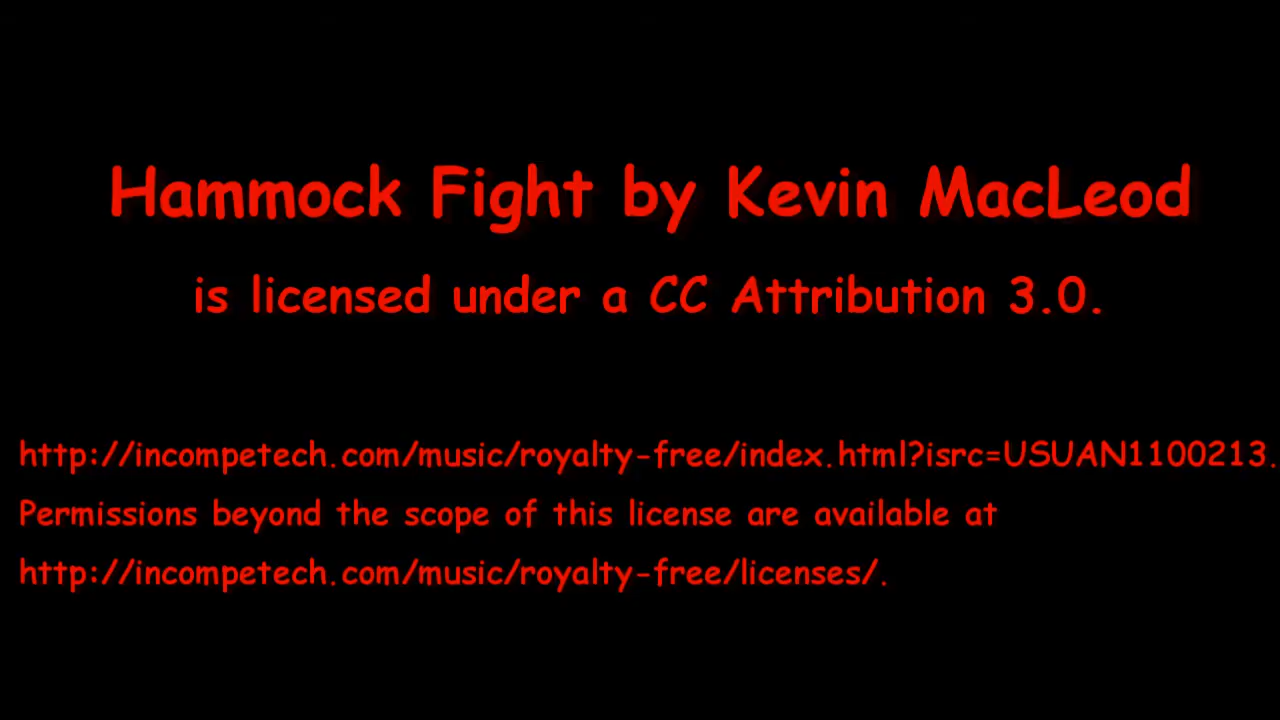 Hammock Fight by Kevin MacLeod
is licensed under a CC Attribution 3.0.
http://incompetech.com/music/royalty-free/index.html?isrc=USUAN1100213.
Permissions beyond the scope of this license are available at
http://incompetech.com/music/royalty-free/licenses/.